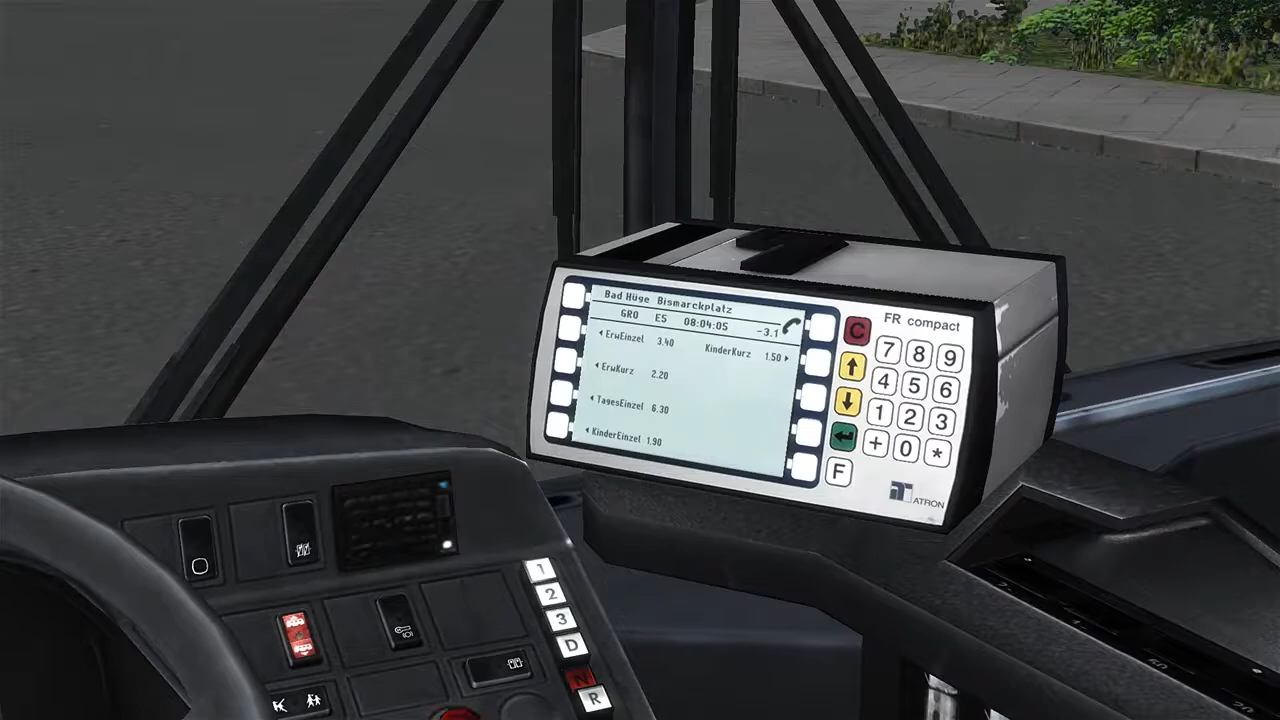 Bad Hüge Bismarckplatz
GRO E5 08:04:05 -3.1
ErwEinzel 3.40
KinderKurz 1.50
ErwKurz 2.20
TagesEinzel 6.30
KinderEinzel 1.90
C
FR compact
7 8 9
4 5 6
1 2 3
+ 0 *
F
ATRON
1
2
3
D
N
R